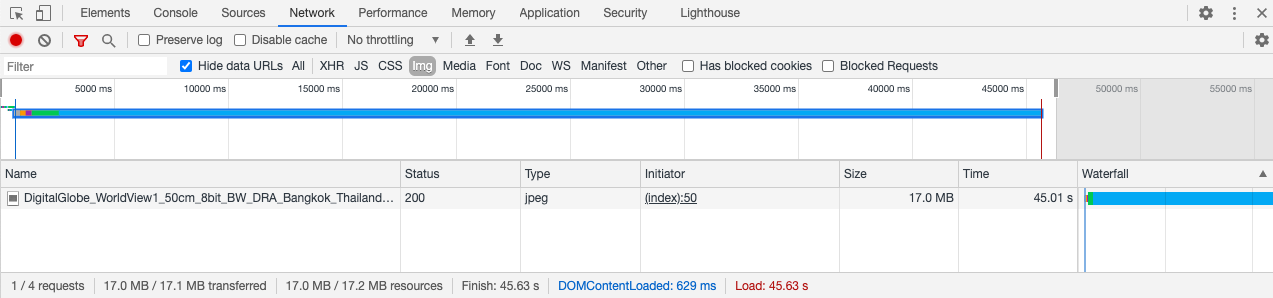 Elements Console Sources Network Performance Memory Application Security Lighthouse
Preserve log Disable cache No throttling
Filter Hide data URLs All XHR JS CSS Img Media Font Doc WS Manifest Other Has blocked cookies Blocked Requests
5000 ms 10000 ms 15000 ms 20000 ms 25000 ms 30000 ms 35000 ms 40000 ms 45000 ms 50000 ms 55000 ms
Name Status Type Initiator Size Time Waterfall
DigitalGlobe_WorldView1_50cm_8bit_BW_DRA_Bangkok_Thailand... 200 jpeg (index):50 17.0 MB 45.01 s
1 / 4 requests 17.0 MB / 17.1 MB transferred 17.0 MB / 17.2 MB resources Finish: 45.63 s DOMContentLoaded: 629 ms Load: 45.63 s